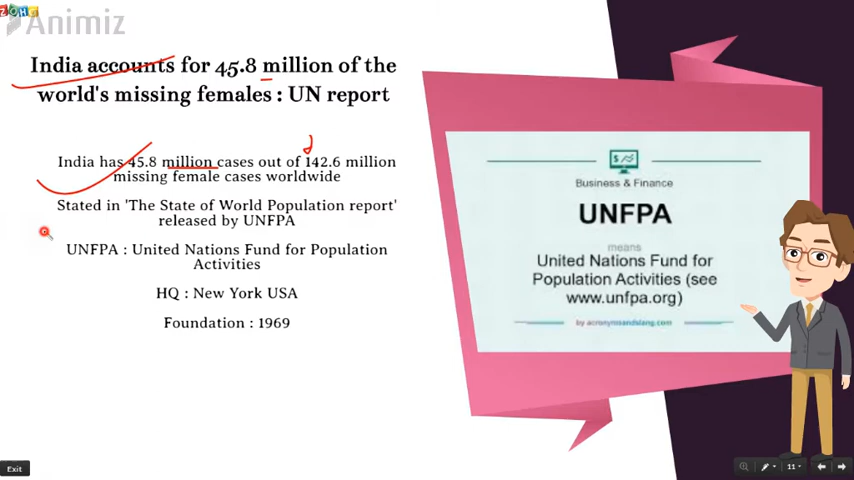 ZOHO
Animiz
India accounts for 45.8 million of the
world's missing females : UN report
India has 45.8 million cases out of 142.6 million
missing female cases worldwide
Stated in 'The State of World Population report'
released by UNFPA
UNFPA : United Nations Fund for Population
Activities
HQ : New York USA
Foundation : 1969
Business & Finance
UNFPA
means
United Nations Fund for
Population Activities (see
www.unfpa.org)
by acronymsandslang.com
Exit
11